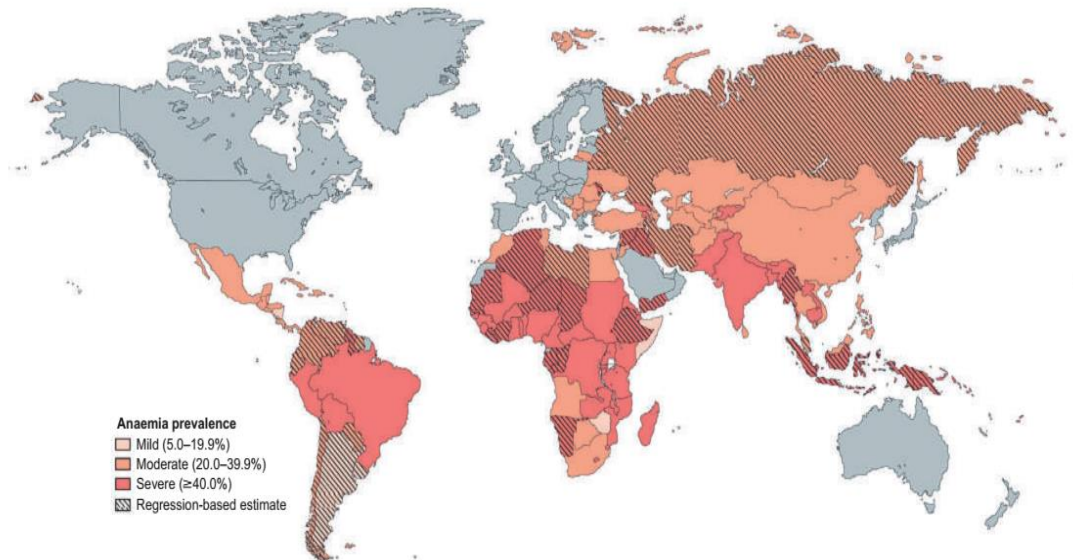 Anaemia prevalence
Mild (5.0–19.9%)
Moderate (20.0–39.9%)
Severe (≥40.0%)
Regression-based estimate